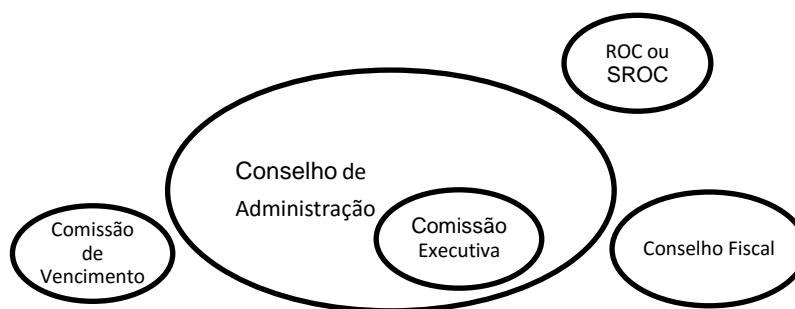 ROC ou
SROC
Conselho de
Administração
Comissão
Executiva
Comissão
de
Vencimento
Conselho Fiscal